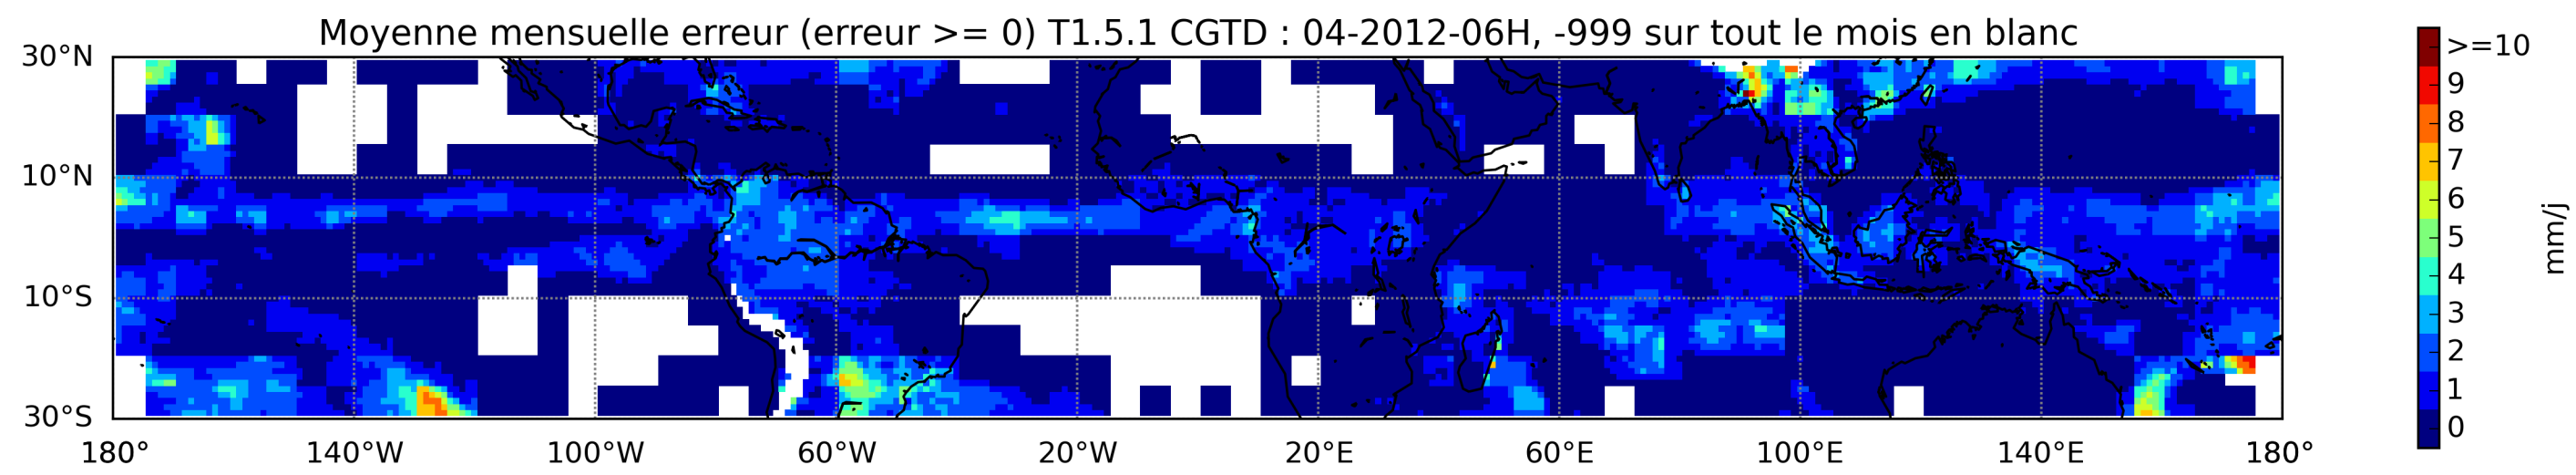 Moyenne mensuelle erreur (erreur >= 0) T1.5.1 CGTD : 04-2012-06H, -999 sur tout le mois en blanc
30°N
10°N
10°S
30°S
180° 140°W 100°W 60°W 20°W 20°E 60°E 100°E 140°E 180°
>=10
9
8
7
6
5
4
3
2
1
0
mm/j